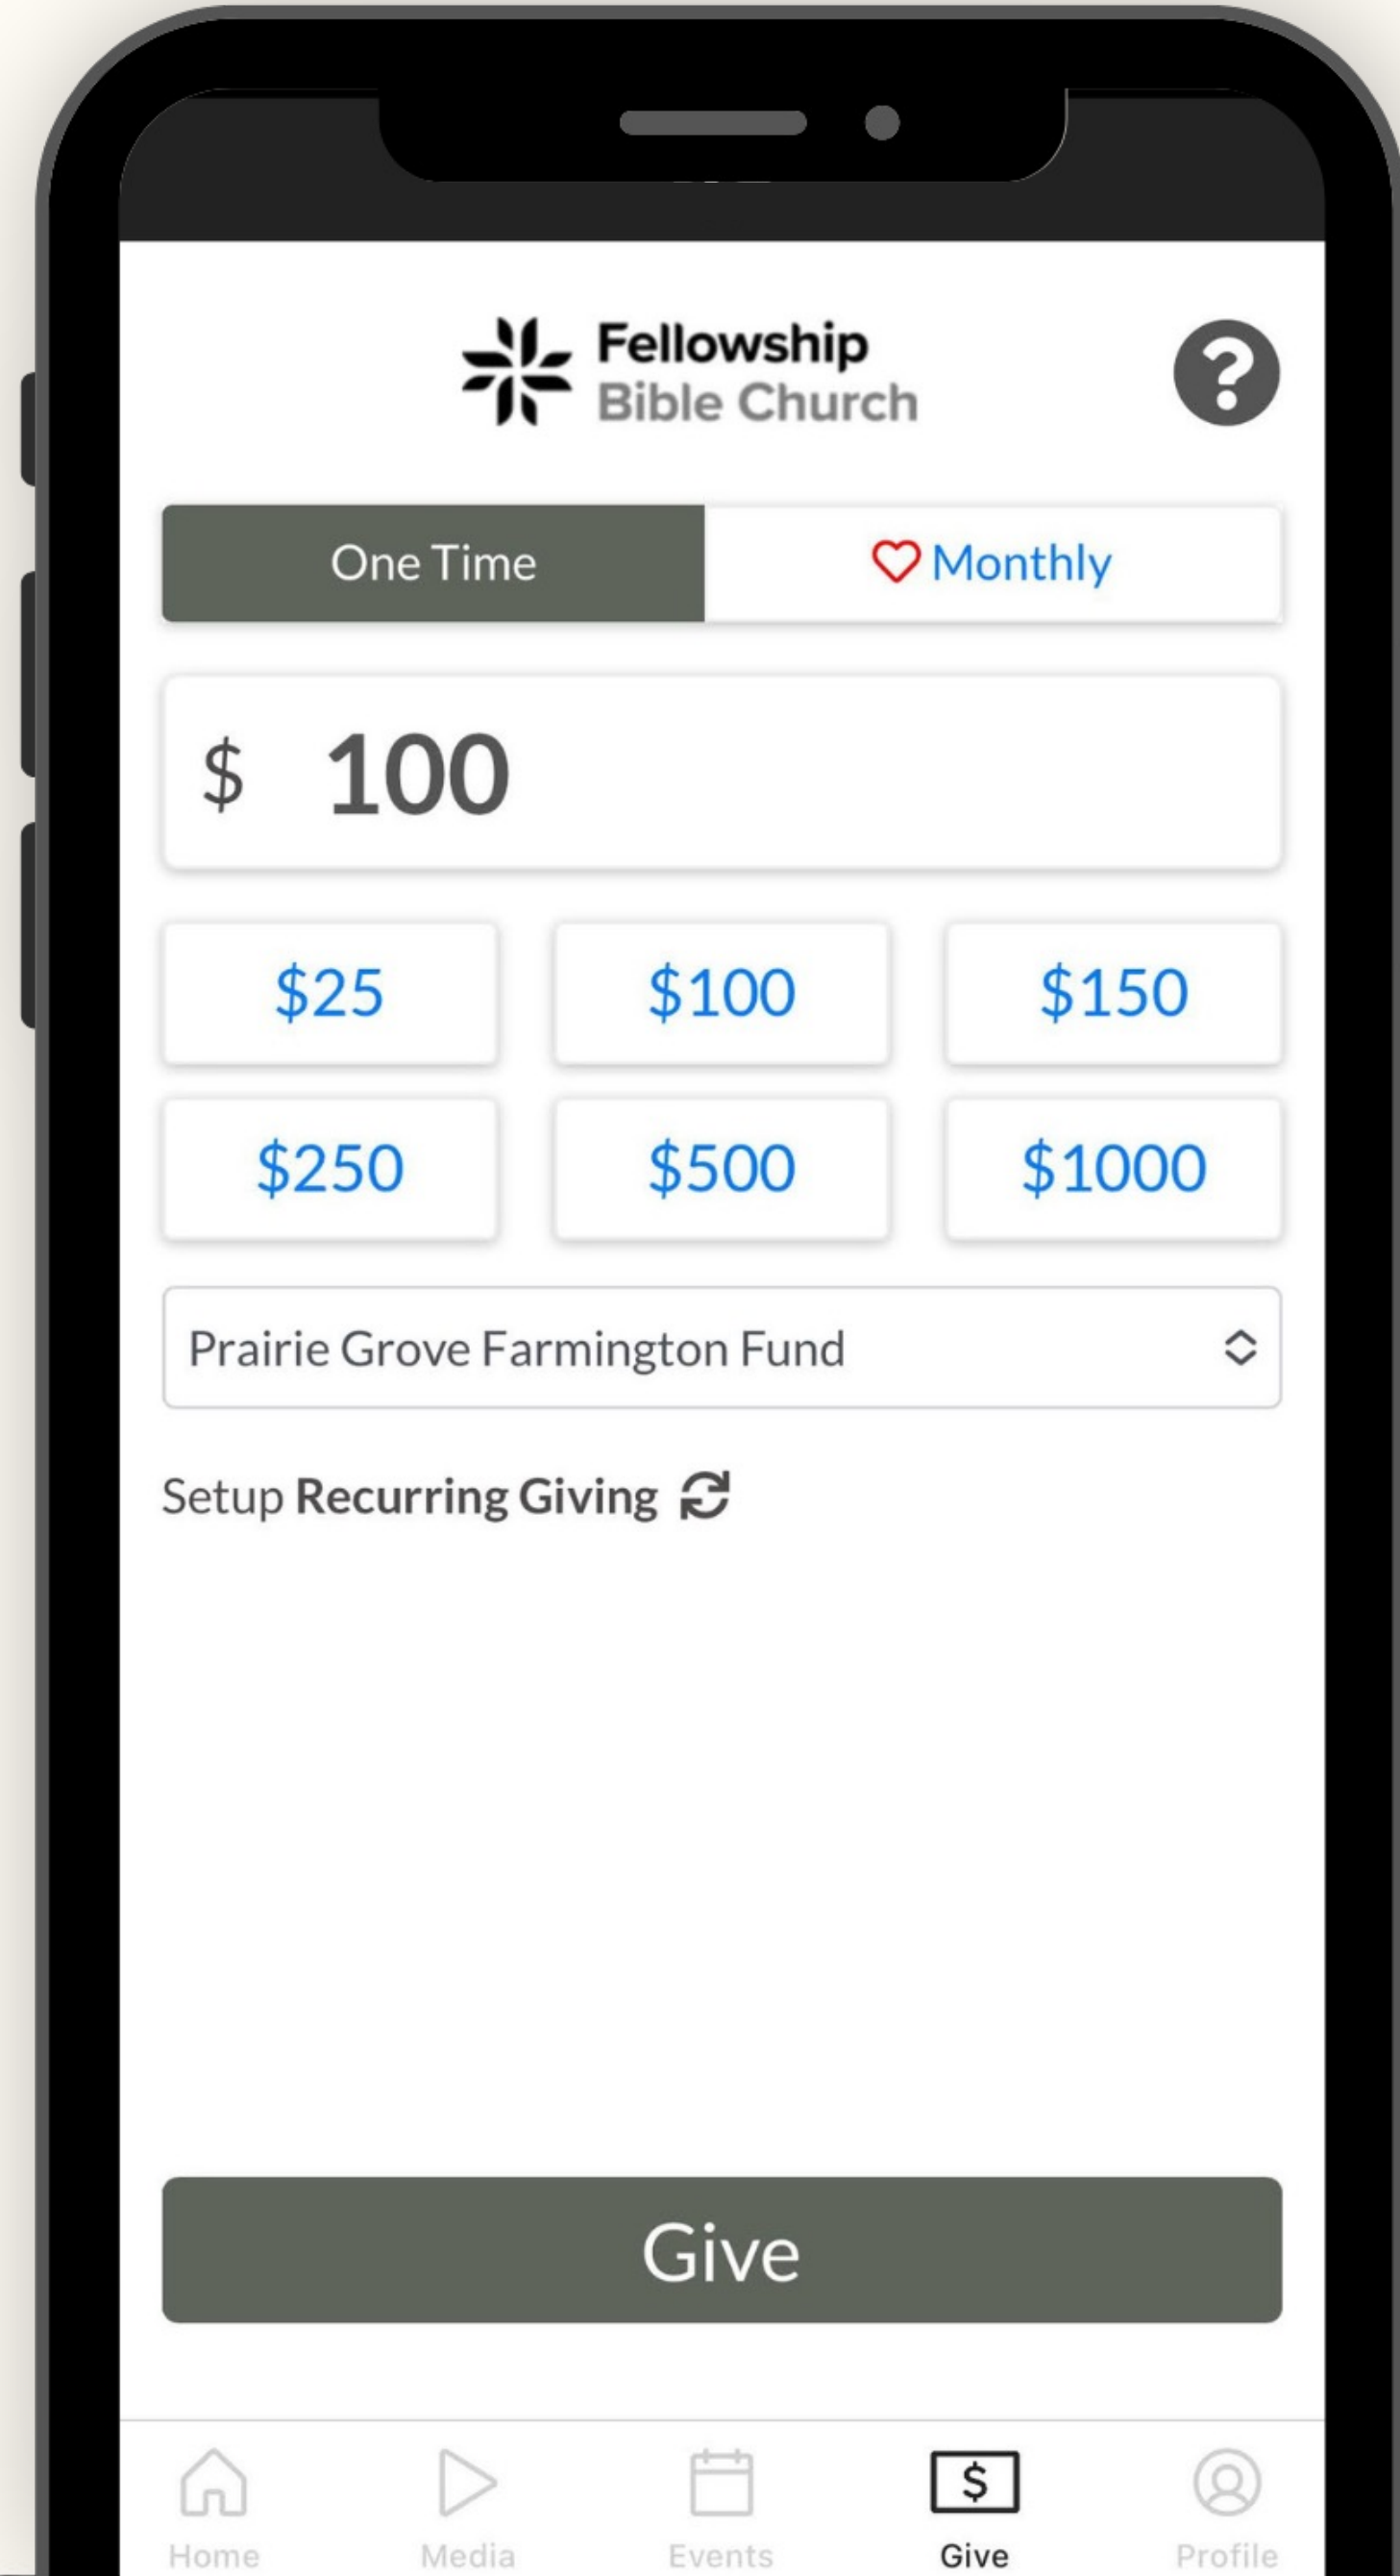 Fellowship
Bible Church
?
One Time Monthly
$ 100
$25 $100 $150
$250 $500 $1000
Prairie Grove Farmington Fund
Setup Recurring Giving
Give
$
Home Media Events Give Profile